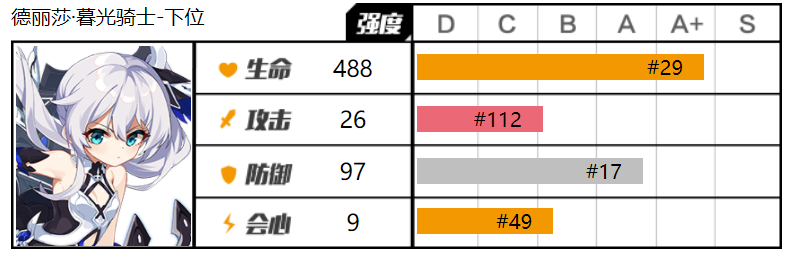 德丽莎·暮光骑士-下位
强度 D C B A A+ S
生命 488 #29
攻击 26 #112
防御 97 #17
会心 9 #49